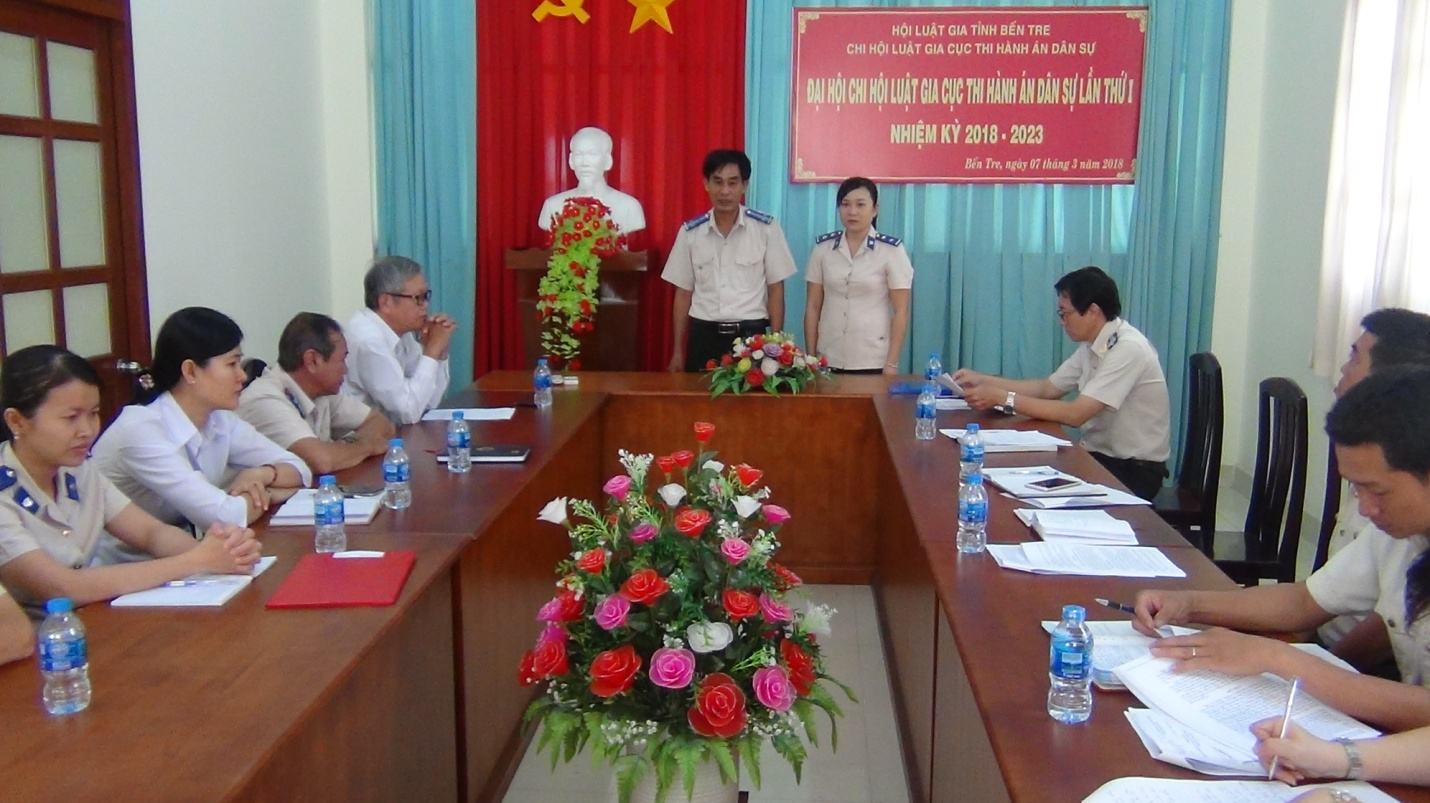 HỘI LUẬT GIA TỈNH BẾN TRE
CHI HỘI LUẬT GIA CỤC THI HÀNH ÁN DÂN SỰ
ĐẠI HỘI CHI HỘI LUẬT GIA CỤC THI HÀNH ÁN DÂN SỰ LẦN THỨ I
NHIỆM KỲ 2018 - 2023
Bến Tre, ngày 07 tháng 3 năm 2018